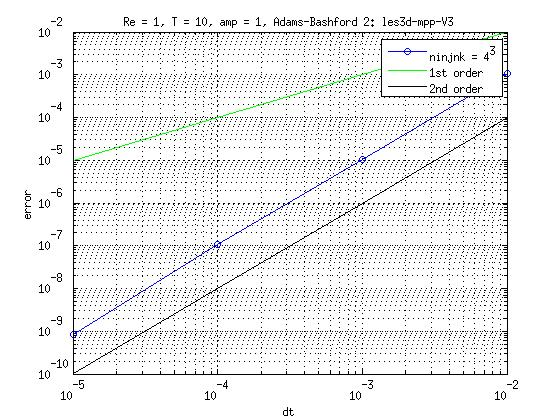 Re = 1, T = 10, amp = 1, Adams-Bashford 2: les3d-mpp-V3
ninjnk = 4^3
1st order
2nd order
10^-2
10^-3
10^-4
10^-5
10^-6
10^-7
10^-8
10^-9
10^-10
error
10^-5
10^-4
10^-3
10^-2
dt